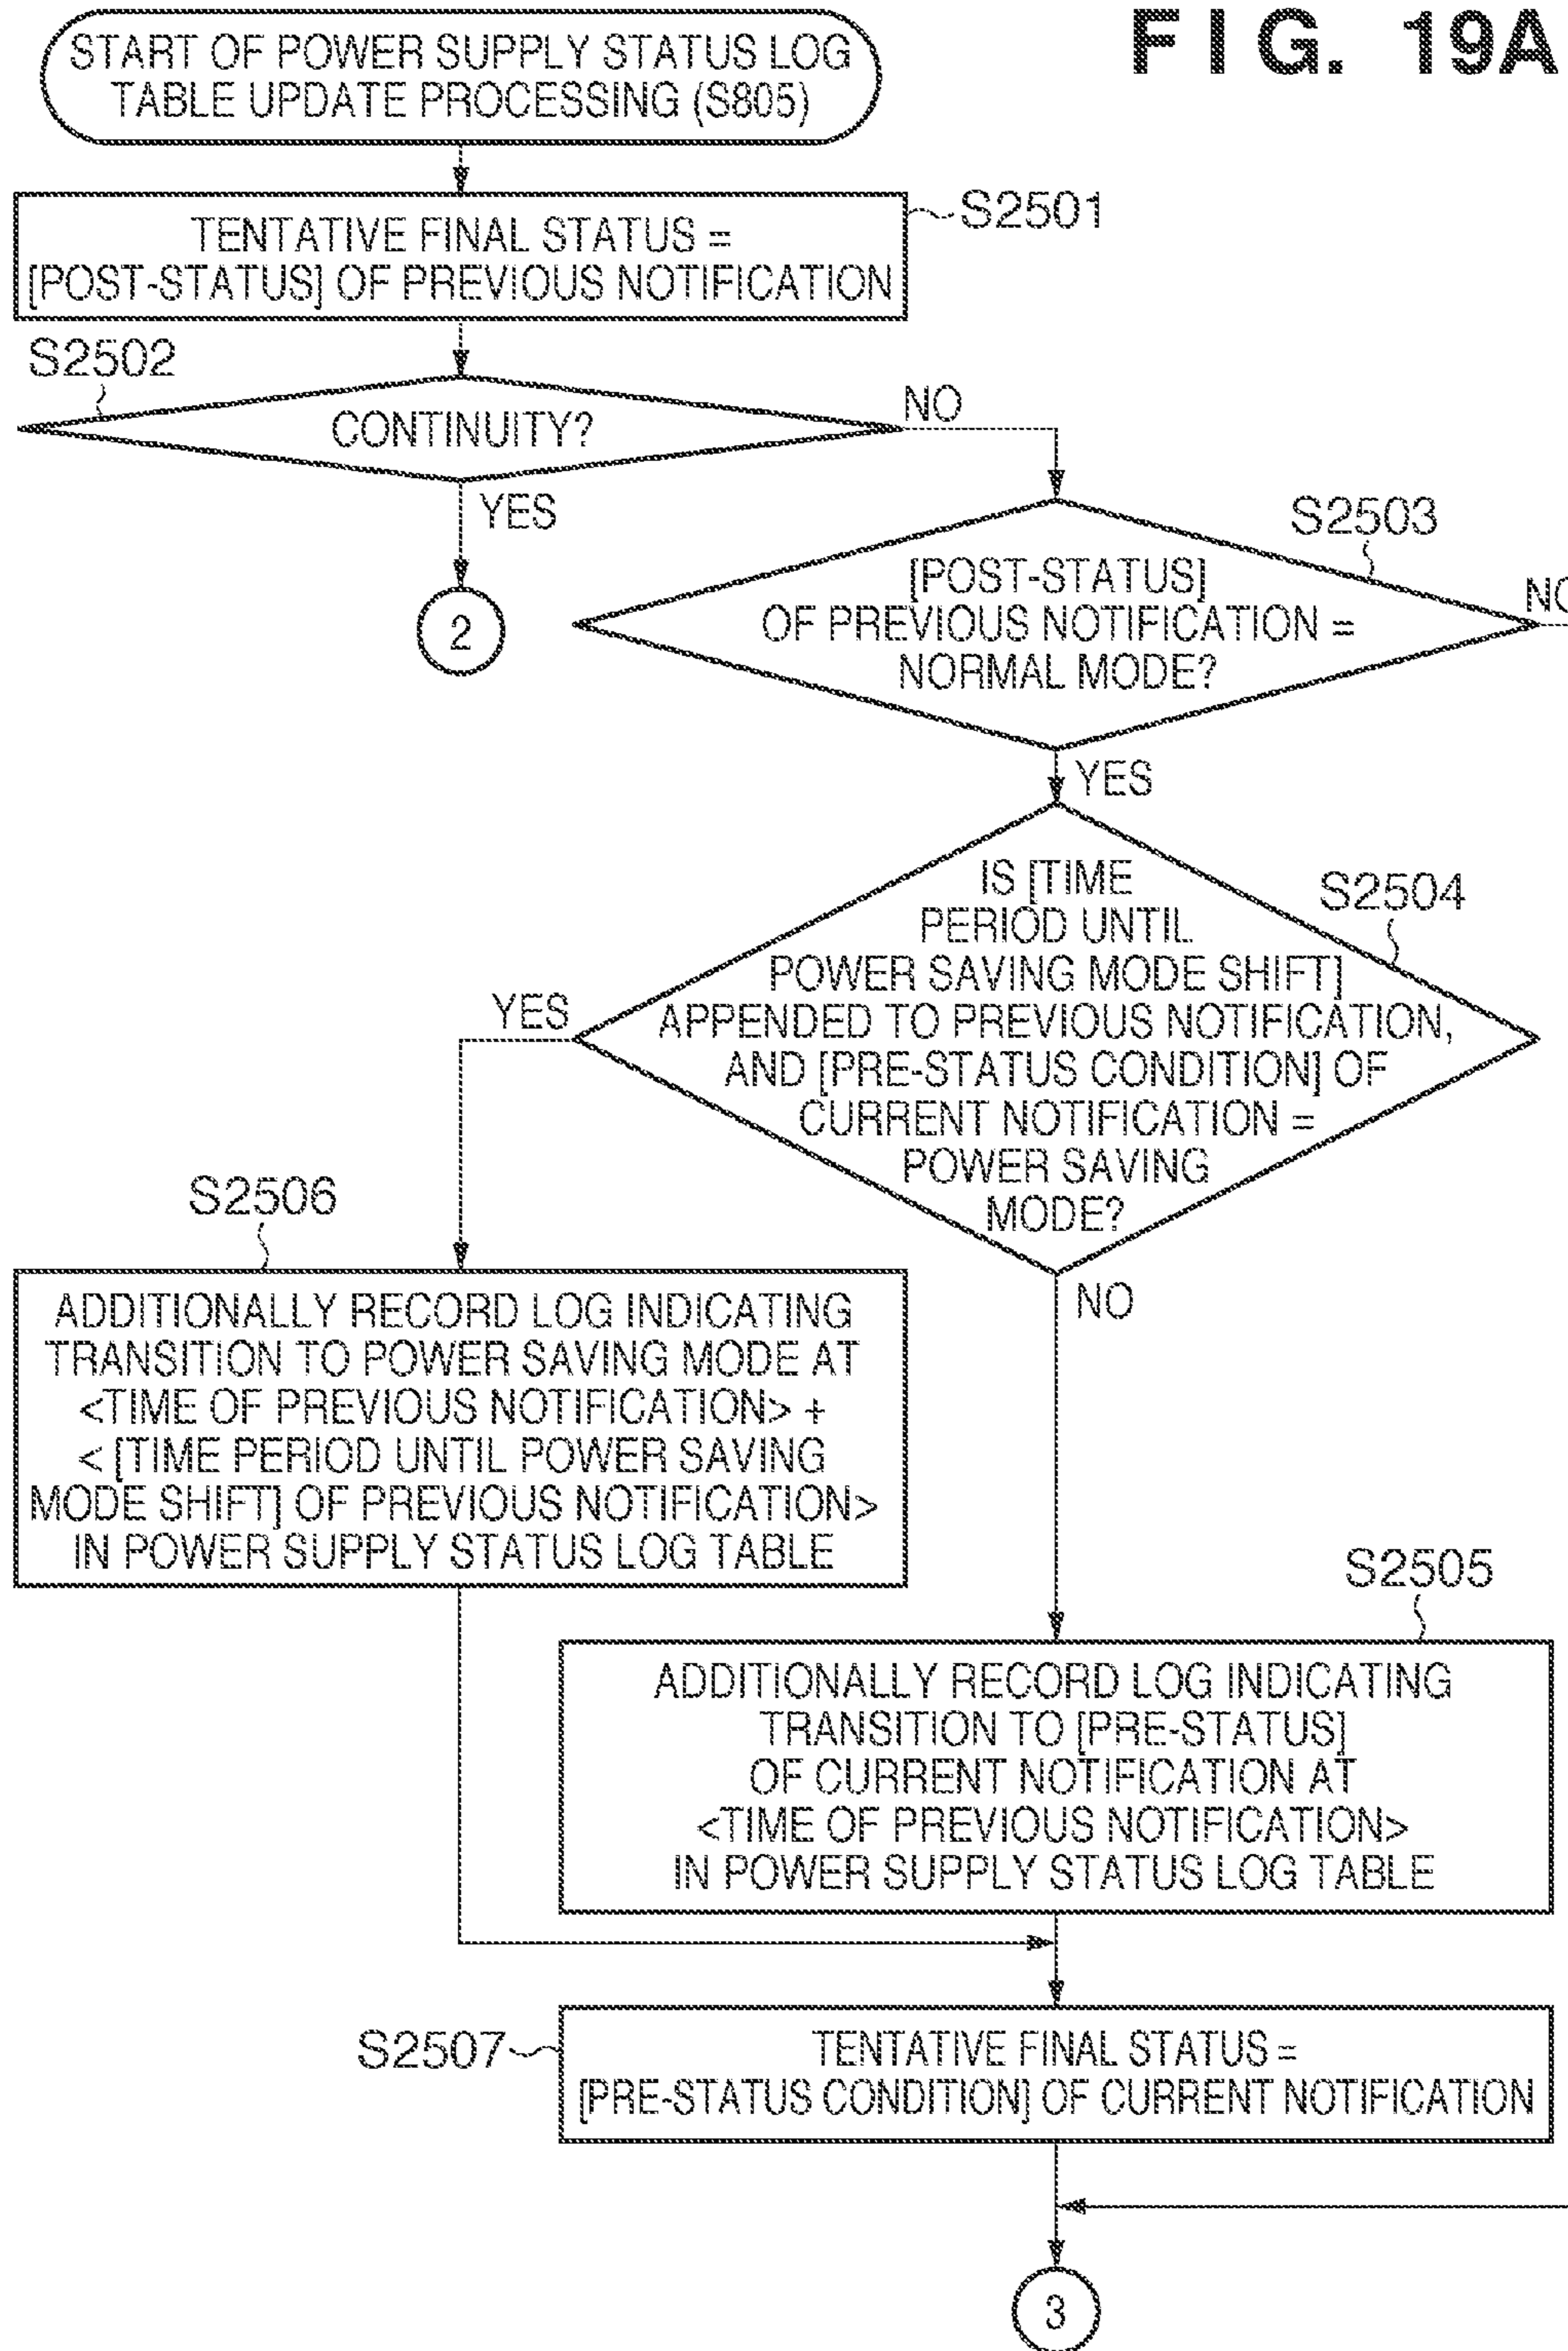 FIG. 19A
START OF POWER SUPPLY STATUS LOG
TABLE UPDATE PROCESSING (S805)
S2501
TENTATIVE FINAL STATUS =
[POST-STATUS] OF PREVIOUS NOTIFICATION
S2502
CONTINUITY?
NO
YES
2
S2503
[POST-STATUS]
OF PREVIOUS NOTIFICATION =
NORMAL MODE?
NO
YES
S2504
IS [TIME
PERIOD UNTIL
POWER SAVING MODE SHIFT]
APPENDED TO PREVIOUS NOTIFICATION,
AND [PRE-STATUS CONDITION] OF
CURRENT NOTIFICATION =
POWER SAVING
MODE?
YES
NO
S2506
ADDITIONALLY RECORD LOG INDICATING
TRANSITION TO POWER SAVING MODE AT
<TIME OF PREVIOUS NOTIFICATION> +
< [TIME PERIOD UNTIL POWER SAVING
MODE SHIFT] OF PREVIOUS NOTIFICATION>
IN POWER SUPPLY STATUS LOG TABLE
S2505
ADDITIONALLY RECORD LOG INDICATING
TRANSITION TO [PRE-STATUS]
OF CURRENT NOTIFICATION AT
<TIME OF PREVIOUS NOTIFICATION>
IN POWER SUPPLY STATUS LOG TABLE
S2507
TENTATIVE FINAL STATUS =
[PRE-STATUS CONDITION] OF CURRENT NOTIFICATION
3